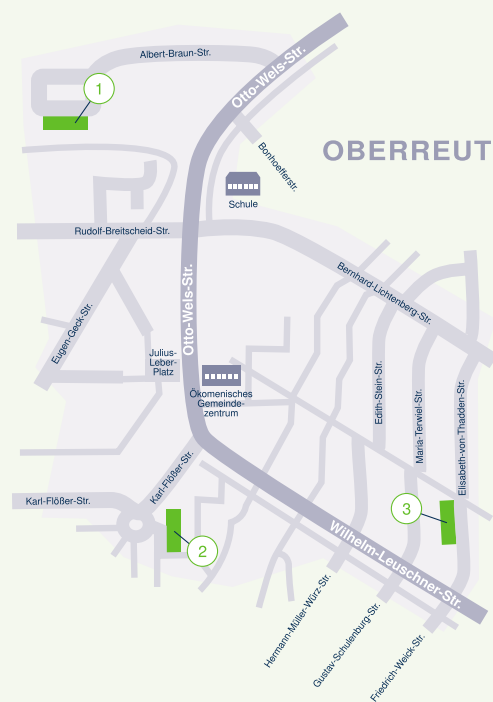 Albert-Braun-Str.
1
Otto-Wels-Str.
Bonhoefferstr.
OBERREUT
Schule
Rudolf-Breitscheid-Str.
Bernhard-Lichtenberg-Str.
Otto-Wels-Str.
Eugen-Geck-Str.
Julius-
Leber-
Platz
Ökomenisches
Gemeinde-
zentrum
Edith-Stein-Str.
Maria-Terwiel-Str.
Elisabeth-von-Thadden-Str.
Karl-Flößer-Str.
Karl-Flößer-Str.
2
3
Wilhelm-Leuschner-Str.
Hermann-Müller-Würz-Str.
Gustav-Schulenburg-Str.
Friedrich-Weick-Str.